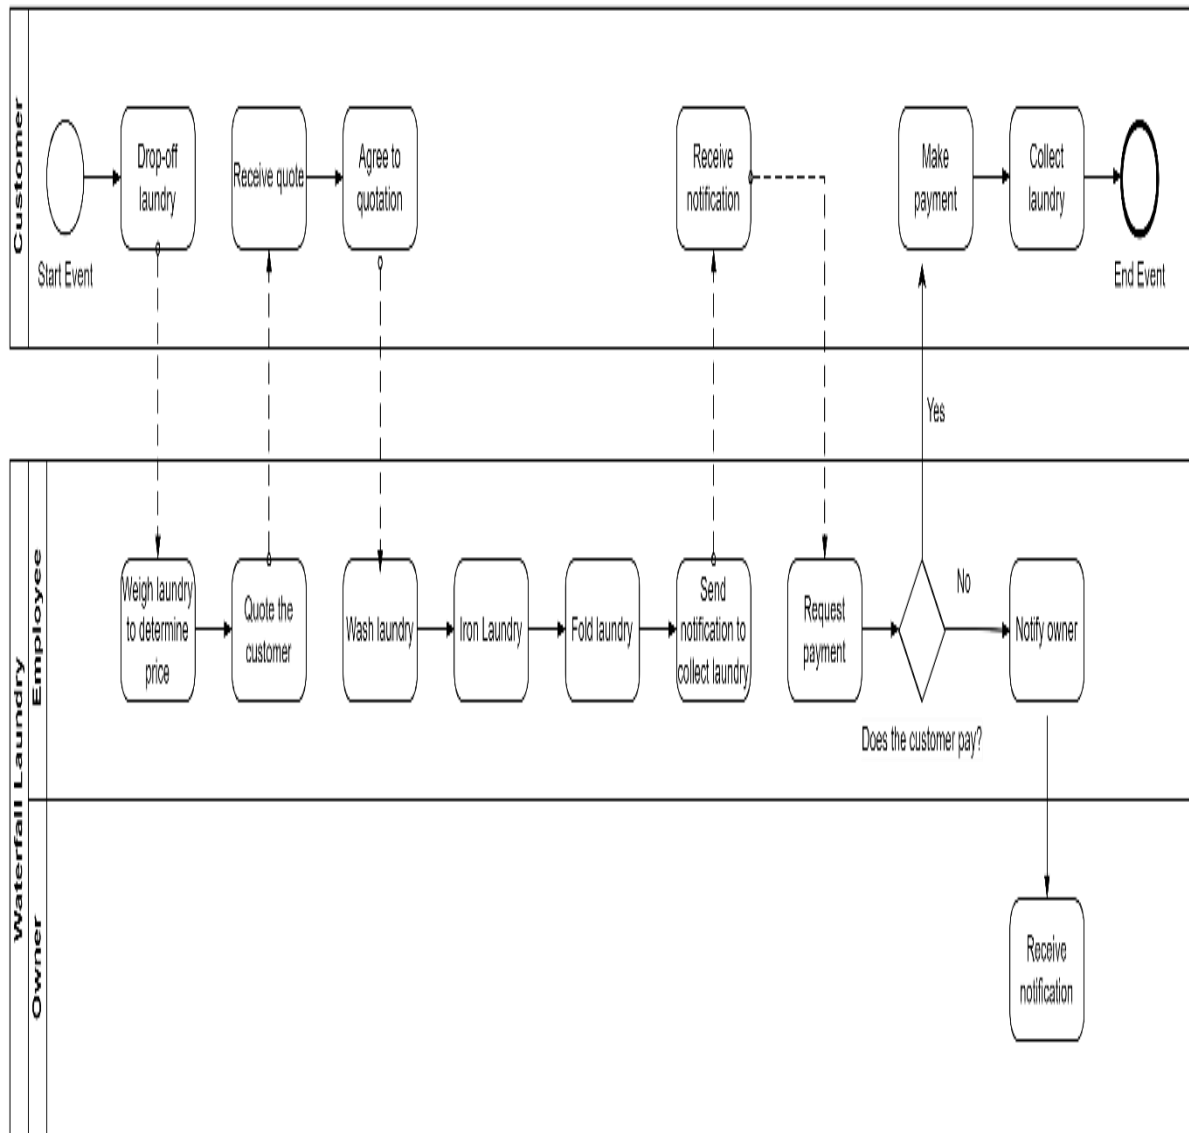 Customer
Start Event
Drop-off
laundry
Receive quote
Agree to
quotation
Receive
notification
Make
payment
Collect
laundry
End Event
Yes
Waterfall Laundry
Employee
Weigh laundry
to determine
price
Quote the
customer
Wash laundry
Iron Laundry
Fold laundry
Send
notification to
collect laundry
Request
payment
Does the customer pay?
No
Notify owner
Owner
Receive
notification